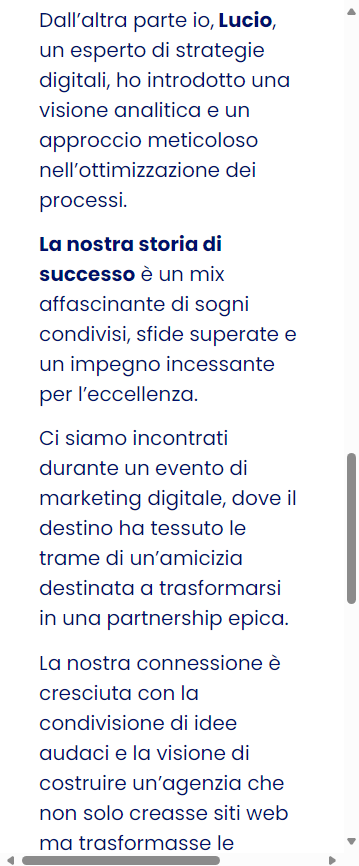 Dall’altra parte io, Lucio,
un esperto di strategie
digitali, ho introdotto una
visione analitica e un
approccio meticoloso
nell’ottimizzazione dei
processi.
La nostra storia di
successo è un mix
affascinante di sogni
condivisi, sfide superate e
un impegno incessante
per l’eccellenza.
Ci siamo incontrati
durante un evento di
marketing digitale, dove il
destino ha tessuto le
trame di un’amicizia
destinata a trasformarsi
in una partnership epica.
La nostra connessione è
cresciuta con la
condivisione di idee
audaci e la visione di
costruire un’agenzia che
non solo creasse siti web
ma trasformasse le